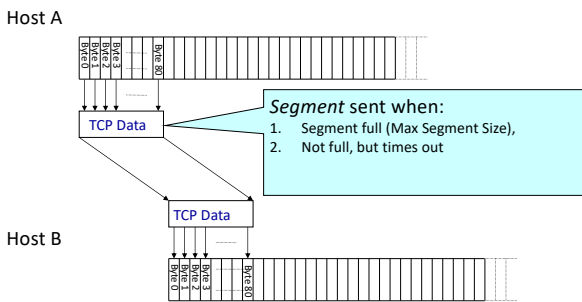 Host A
Byte 0
Byte 1
Byte 2
Byte 3
Byte 80
Segment sent when:
1. Segment full (Max Segment Size),
2. Not full, but times out
TCP Data
TCP Data
Host B
Byte 0
Byte 1
Byte 2
Byte 3
Byte 80